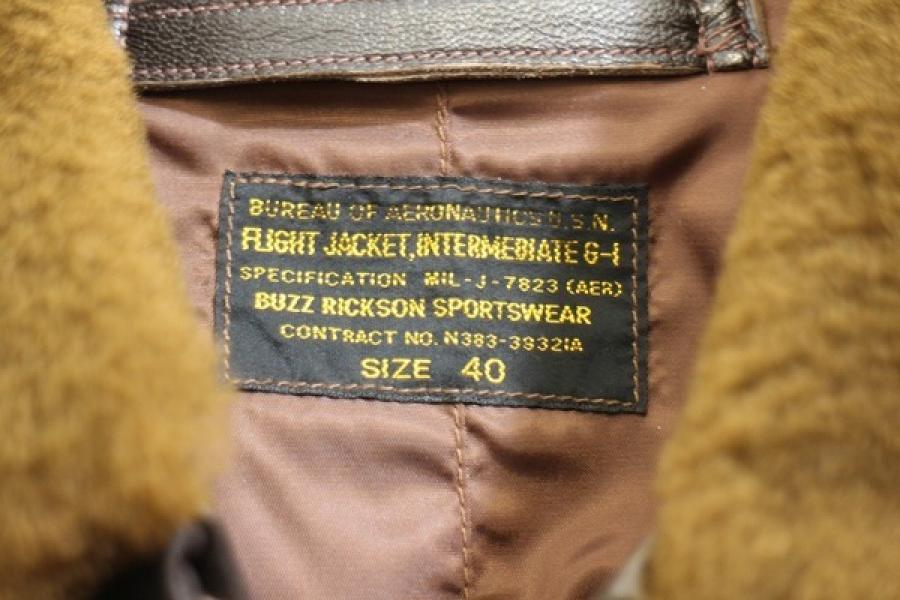 BUREAU OF AERONAUTICS U.S.N.
FLIGHT JACKET, INTERMEDIATE G-1
SPECIFICATION MIL-J-7823 (AER)
BUZZ RICKSON SPORTSWEAR
CONTRACT NO. N383-39321A
SIZE 40